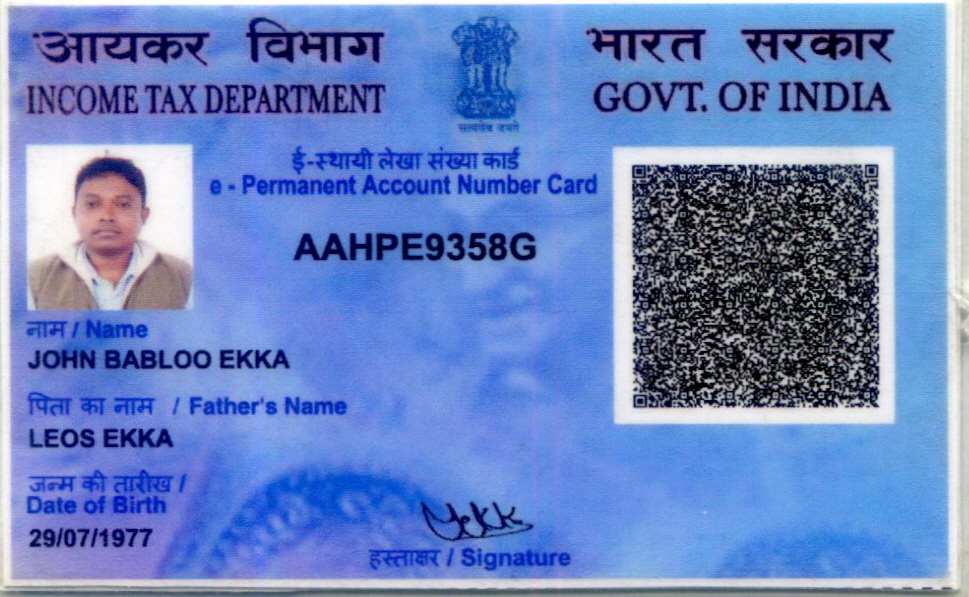 आयकर विभाग
INCOME TAX DEPARTMENT
सत्यमेव जयते
भारत सरकार
GOVT. OF INDIA
ई-स्थायी लेखा संख्या कार्ड
e - Permanent Account Number Card
AAHPE9358G
नाम / Name
JOHN BABLOO EKKA
पिता का नाम / Father's Name
LEOS EKKA
जन्म की तारीख /
Date of Birth
29/07/1977
हस्ताक्षर / Signature